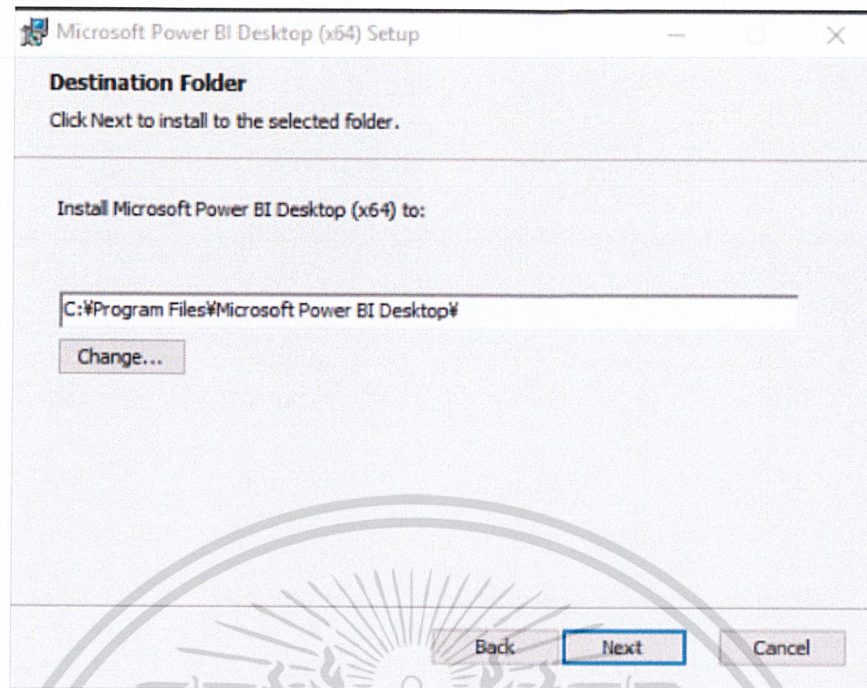 Microsoft Power BI Desktop (x64) Setup
Destination Folder
Click Next to install to the selected folder.
Install Microsoft Power BI Desktop (x64) to:
C:¥Program Files¥Microsoft Power BI Desktop¥
Change...
Back Next Cancel